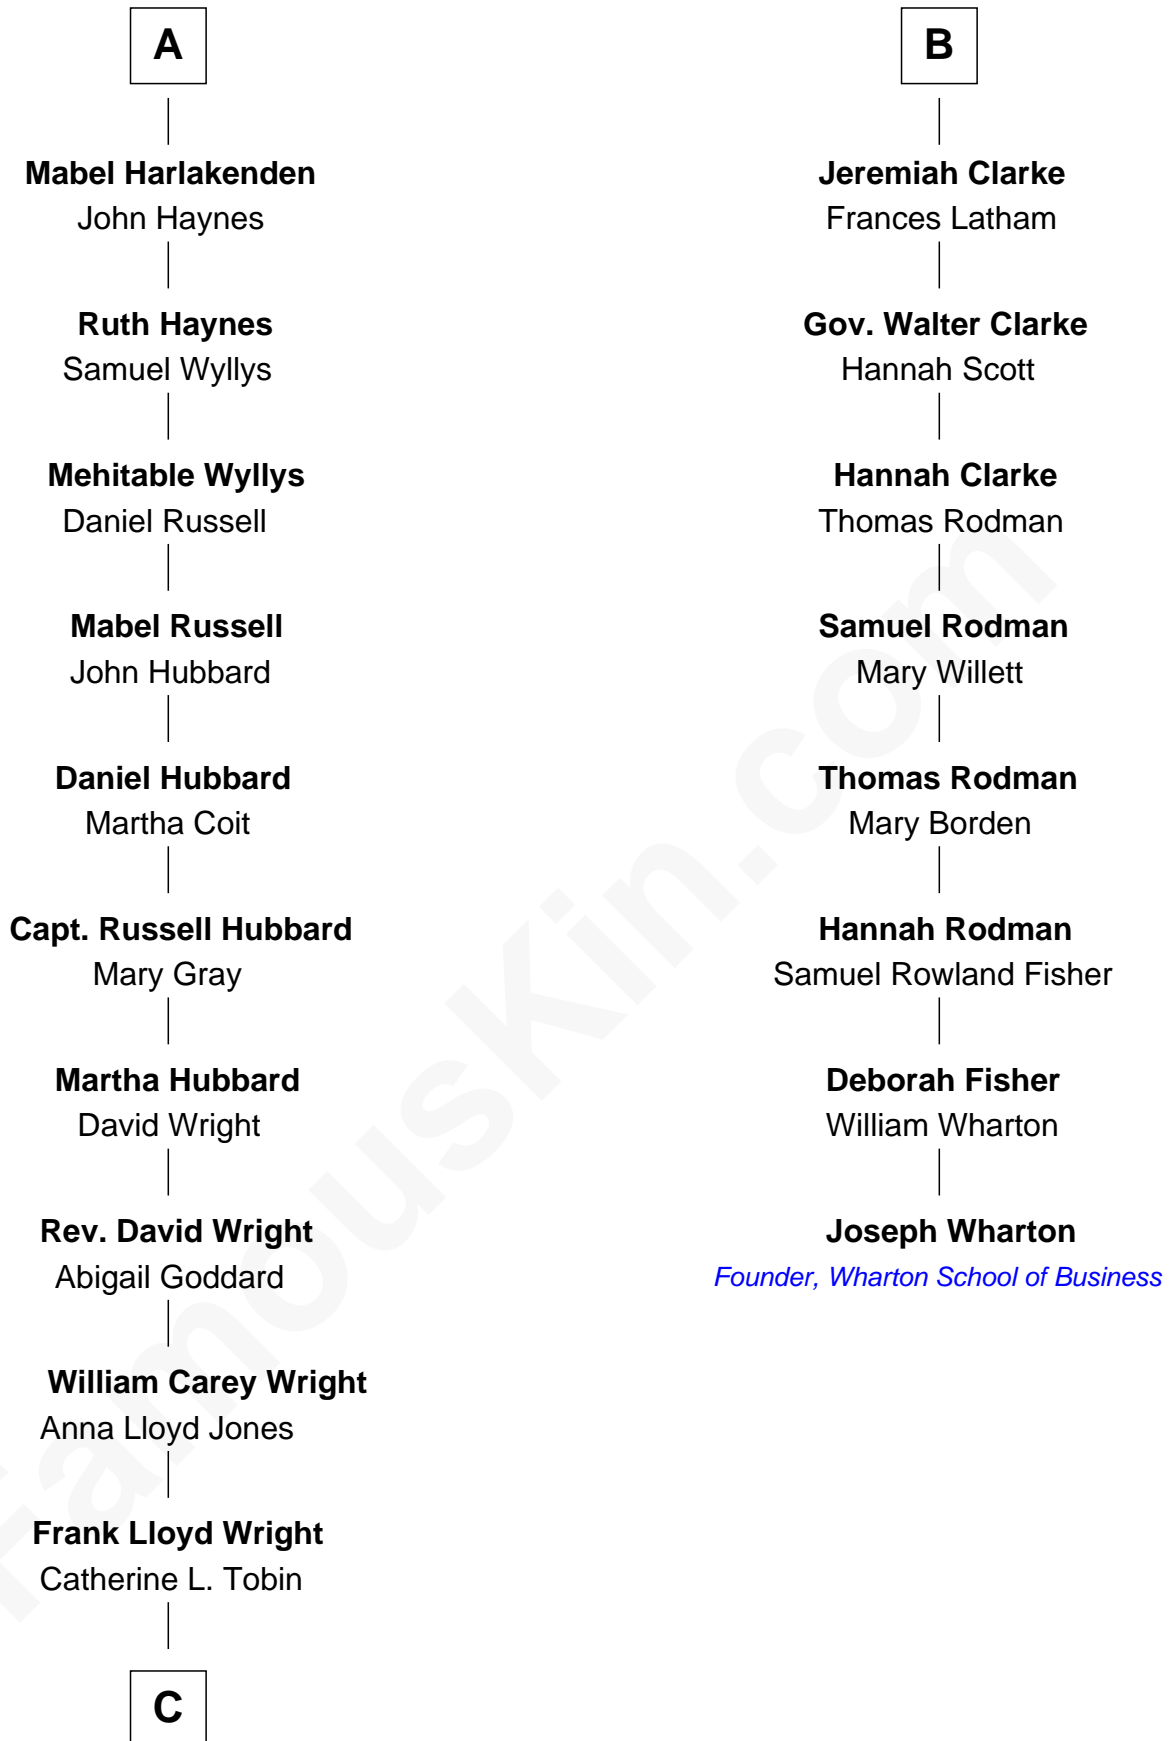 A
Mabel Harlakenden
John Haynes
Ruth Haynes
Samuel Wyllys
Mehitable Wyllys
Daniel Russell
Mabel Russell
John Hubbard
Daniel Hubbard
Martha Coit
Capt. Russell Hubbard
Mary Gray
Martha Hubbard
David Wright
Rev. David Wright
Abigail Goddard
William Carey Wright
Anna Lloyd Jones
Frank Lloyd Wright
Catherine L. Tobin
C
B
Jeremiah Clarke
Frances Latham
Gov. Walter Clarke
Hannah Scott
Hannah Clarke
Thomas Rodman
Samuel Rodman
Mary Willett
Thomas Rodman
Mary Borden
Hannah Rodman
Samuel Rowland Fisher
Deborah Fisher
William Wharton
Joseph Wharton
Founder, Wharton School of Business
FamousKin.com